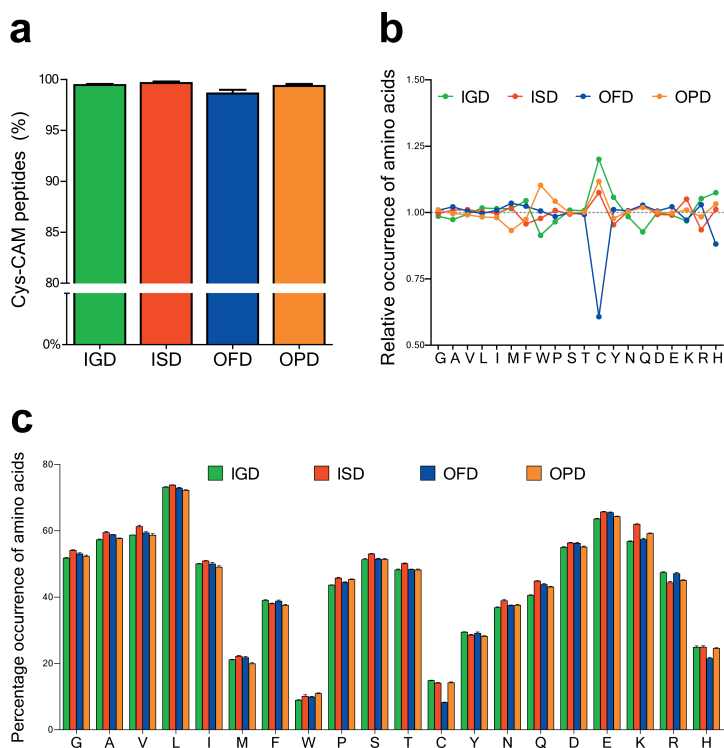 a
Cys-CAM peptides (%)
100
95
90
85
80
0%
IGD ISD OFD OPD
b
Relative occurrence of amino acids
1.50
1.25
1.00
0.75
0.50
IGD ISD OFD OPD
G A V L I M F W P S T C Y N Q D E K R H
c
Percentage occurrence of amino acids
80
60
40
20
0
IGD ISD OFD OPD
G A V L I M F W P S T C Y N Q D E K R H